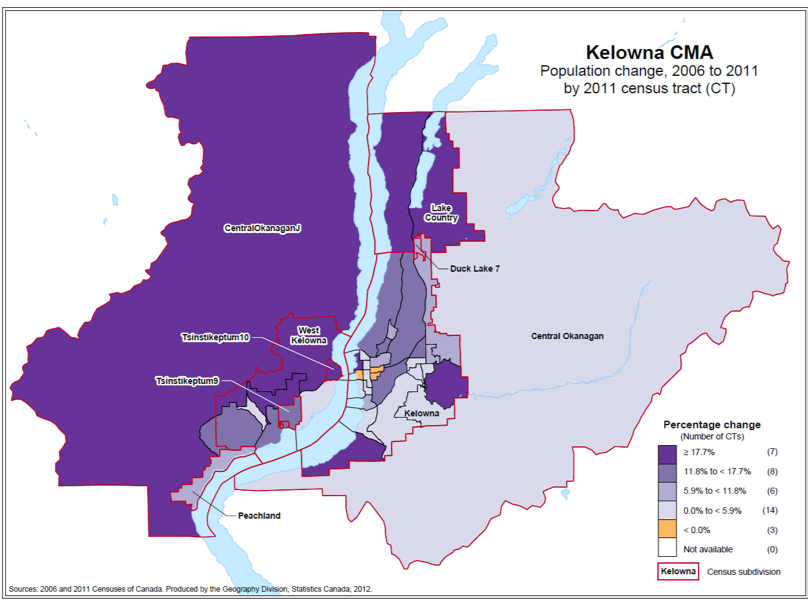 Kelowna CMA
Population change, 2006 to 2011
by 2011 census tract (CT)
Lake
Country
CentralOkanaganJ
Duck Lake 7
West
Kelowna
Tsinstikeptum10
Central Okanagan
Tsinstikeptum9
Kelowna
Peachland
Percentage change
(Number of CTs)
≥ 17.7% (7)
11.8% to < 17.7% (8)
5.9% to < 11.8% (6)
0.0% to < 5.9% (14)
< 0.0% (3)
Not available (0)
Kelowna Census subdivision
Sources: 2006 and 2011 Censuses of Canada. Produced by the Geography Division, Statistics Canada, 2012.